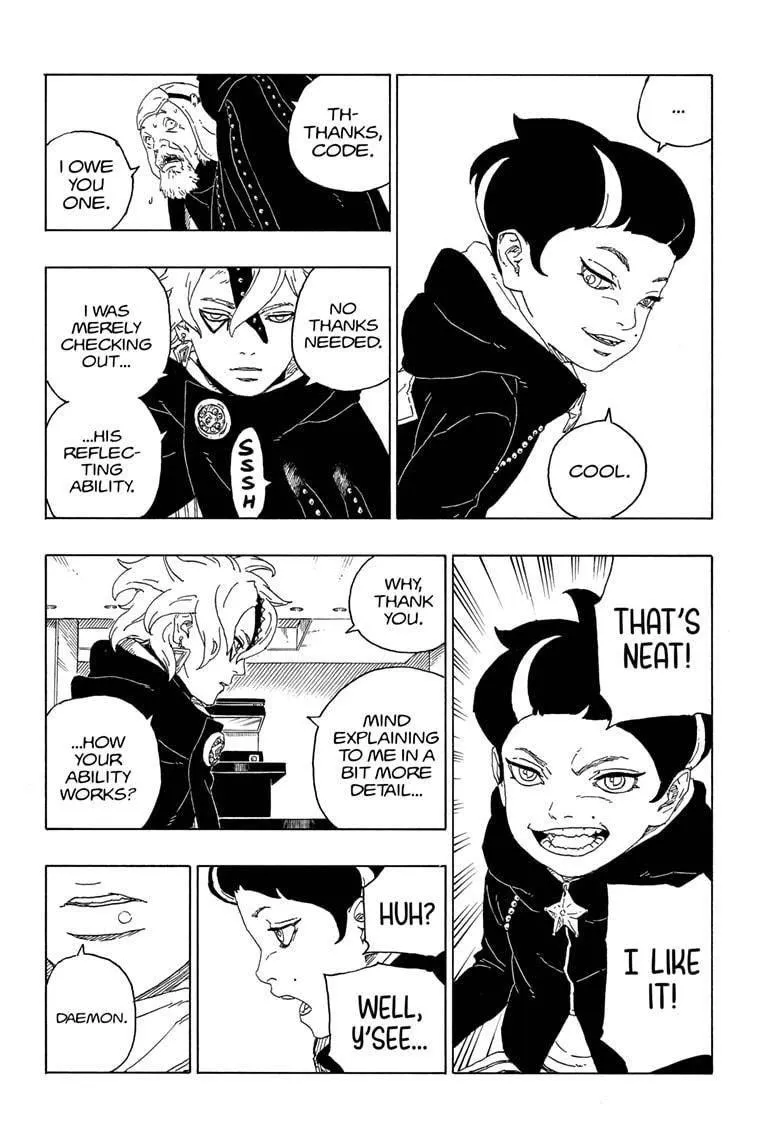 ...
COOL.
TH-
THANKS,
CODE.
I OWE
YOU
ONE.
NO
THANKS
NEEDED.
I WAS
MERELY
CHECKING
OUT...
...HIS
REFLEC-
TING
ABILITY.
SSSH
THAT'S
NEAT!
I LIKE
IT!
WHY,
THANK
YOU.
MIND
EXPLAINING
TO ME IN A
BIT MORE
DETAIL...
...HOW
YOUR
ABILITY
WORKS?
HUH?
WELL,
Y'SEE...
DAEMON.